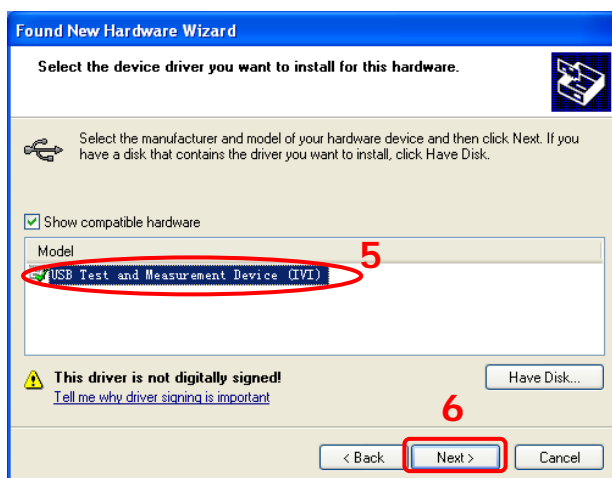 Found New Hardware Wizard
Select the device driver you want to install for this hardware.
Select the manufacturer and model of your hardware device and then click Next. If you
have a disk that contains the driver you want to install, click Have Disk.
Show compatible hardware
Model
5
USB Test and Measurement Device (IVI)
This driver is not digitally signed!
Have Disk...
Tell me why driver signing is important
6
< Back
Next >
Cancel